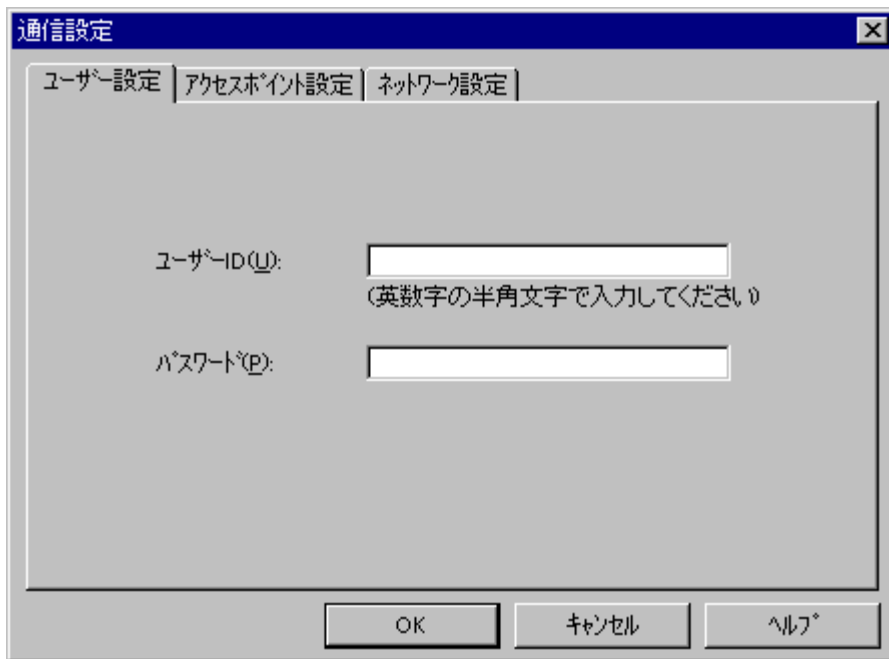 通信設定
ユーザー設定 アクセスポイント設定 ネットワーク設定
ユーザーID(U):
(英数字の半角文字で入力してください)
パスワード(P):
OK キャンセル ヘルプ